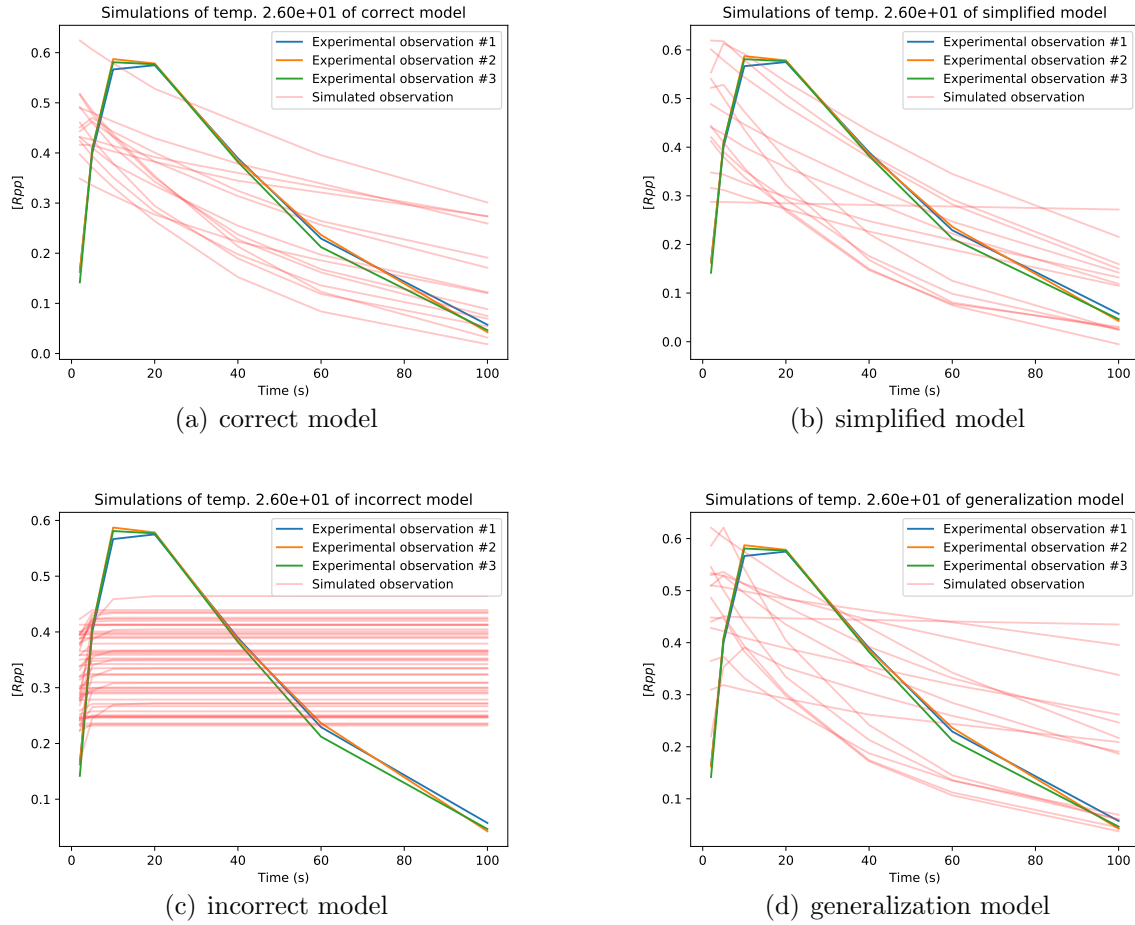 Simulations of temp. 2.60e+01 of correct model
Experimental observation #1
Experimental observation #2
Experimental observation #3
Simulated observation
[Rpp]
0.6
0.5
0.4
0.3
0.2
0.1
0.0
0 20 40 60 80 100
Time (s)
(a) correct model
Simulations of temp. 2.60e+01 of simplified model
Experimental observation #1
Experimental observation #2
Experimental observation #3
Simulated observation
[Rpp]
0.6
0.5
0.4
0.3
0.2
0.1
0.0
0 20 40 60 80 100
Time (s)
(b) simplified model
Simulations of temp. 2.60e+01 of incorrect model
Experimental observation #1
Experimental observation #2
Experimental observation #3
Simulated observation
[Rpp]
0.6
0.5
0.4
0.3
0.2
0.1
0 20 40 60 80 100
Time (s)
(c) incorrect model
Simulations of temp. 2.60e+01 of generalization model
Experimental observation #1
Experimental observation #2
Experimental observation #3
Simulated observation
[Rpp]
0.6
0.5
0.4
0.3
0.2
0.1
0 20 40 60 80 100
Time (s)
(d) generalization model